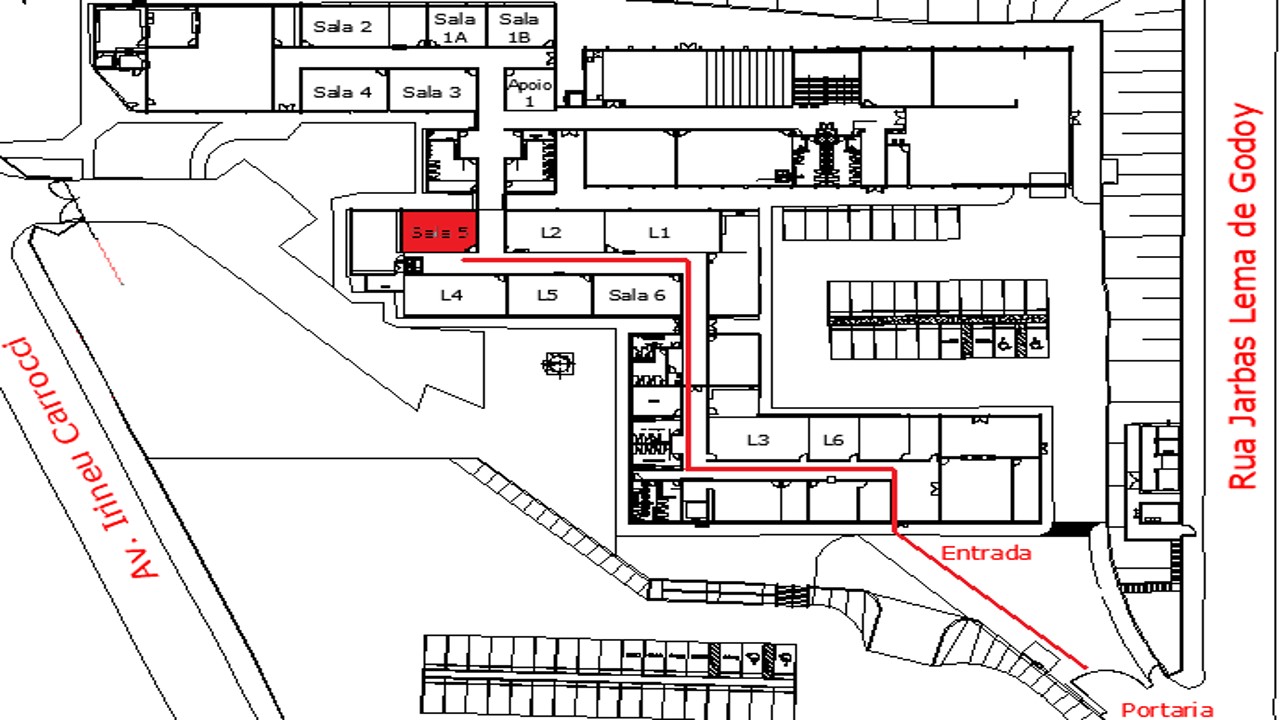 Sala 2
Sala
1A
Sala
1B
Sala 4
Sala 3
Apoio
1
Sala 5
L2
L1
L4
L5
Sala 6
L3
L6
Entrada
Portaria
Av. Irineu Carrocci
Rua Jarbas Lema de Godoy